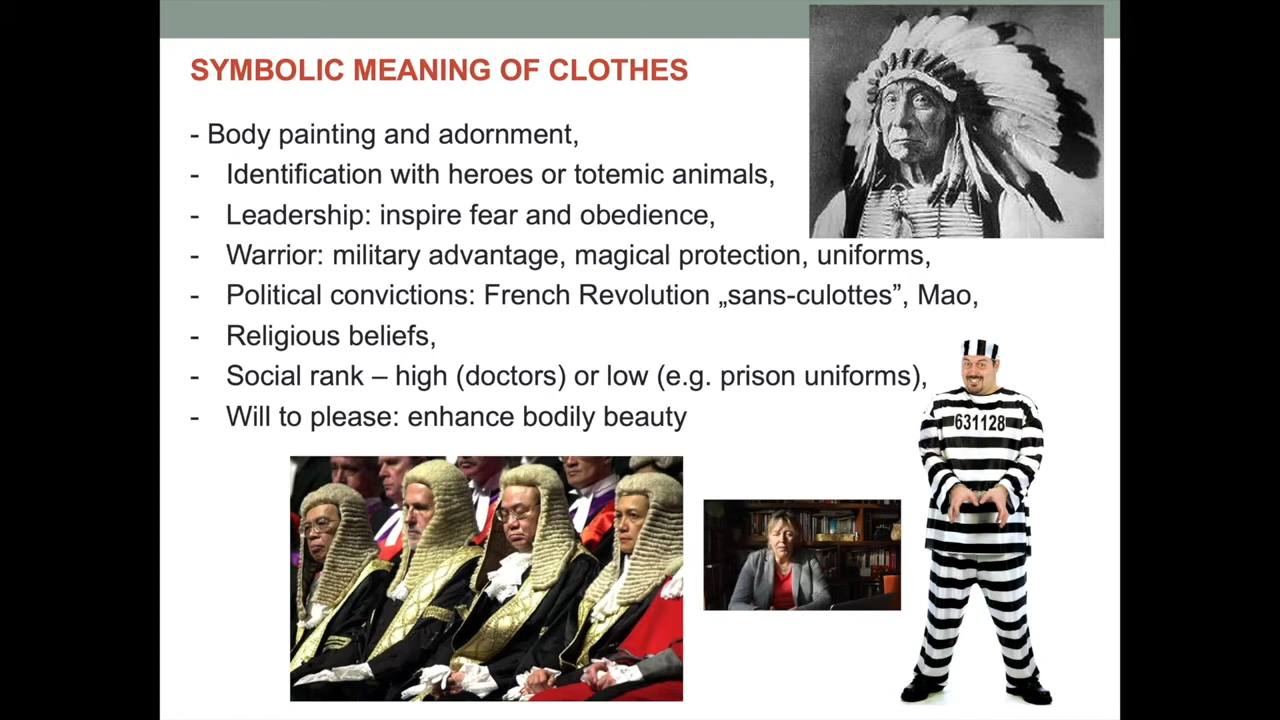 SYMBOLIC MEANING OF CLOTHES
- Body painting and adornment,
- Identification with heroes or totemic animals,
- Leadership: inspire fear and obedience,
- Warrior: military advantage, magical protection, uniforms,
- Political convictions: French Revolution „sans-culottes”, Mao,
- Religious beliefs,
- Social rank – high (doctors) or low (e.g. prison uniforms),
- Will to please: enhance bodily beauty
631128